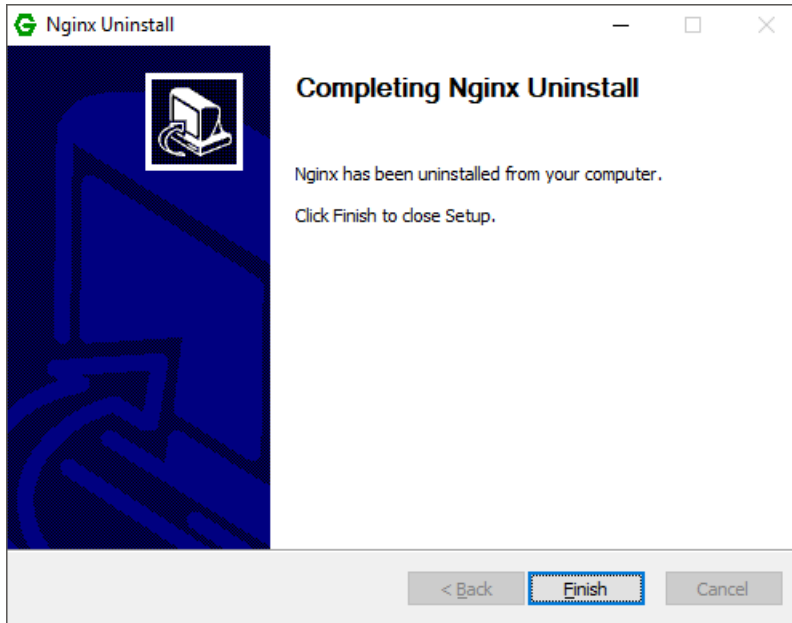 Nginx Uninstall
Completing Nginx Uninstall
Nginx has been uninstalled from your computer.
Click Finish to close Setup.
< Back
Finish
Cancel